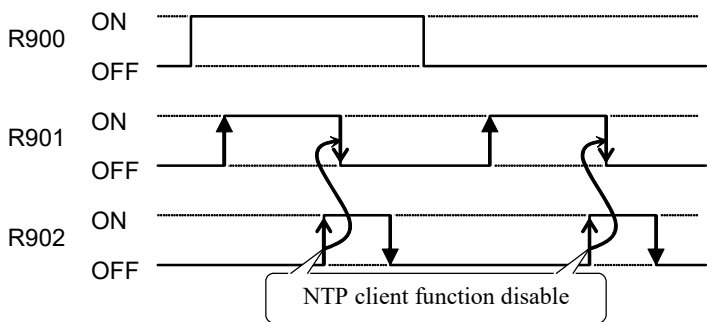 ON
R900
OFF
ON
R901
OFF
ON
R902
OFF
NTP client function disable